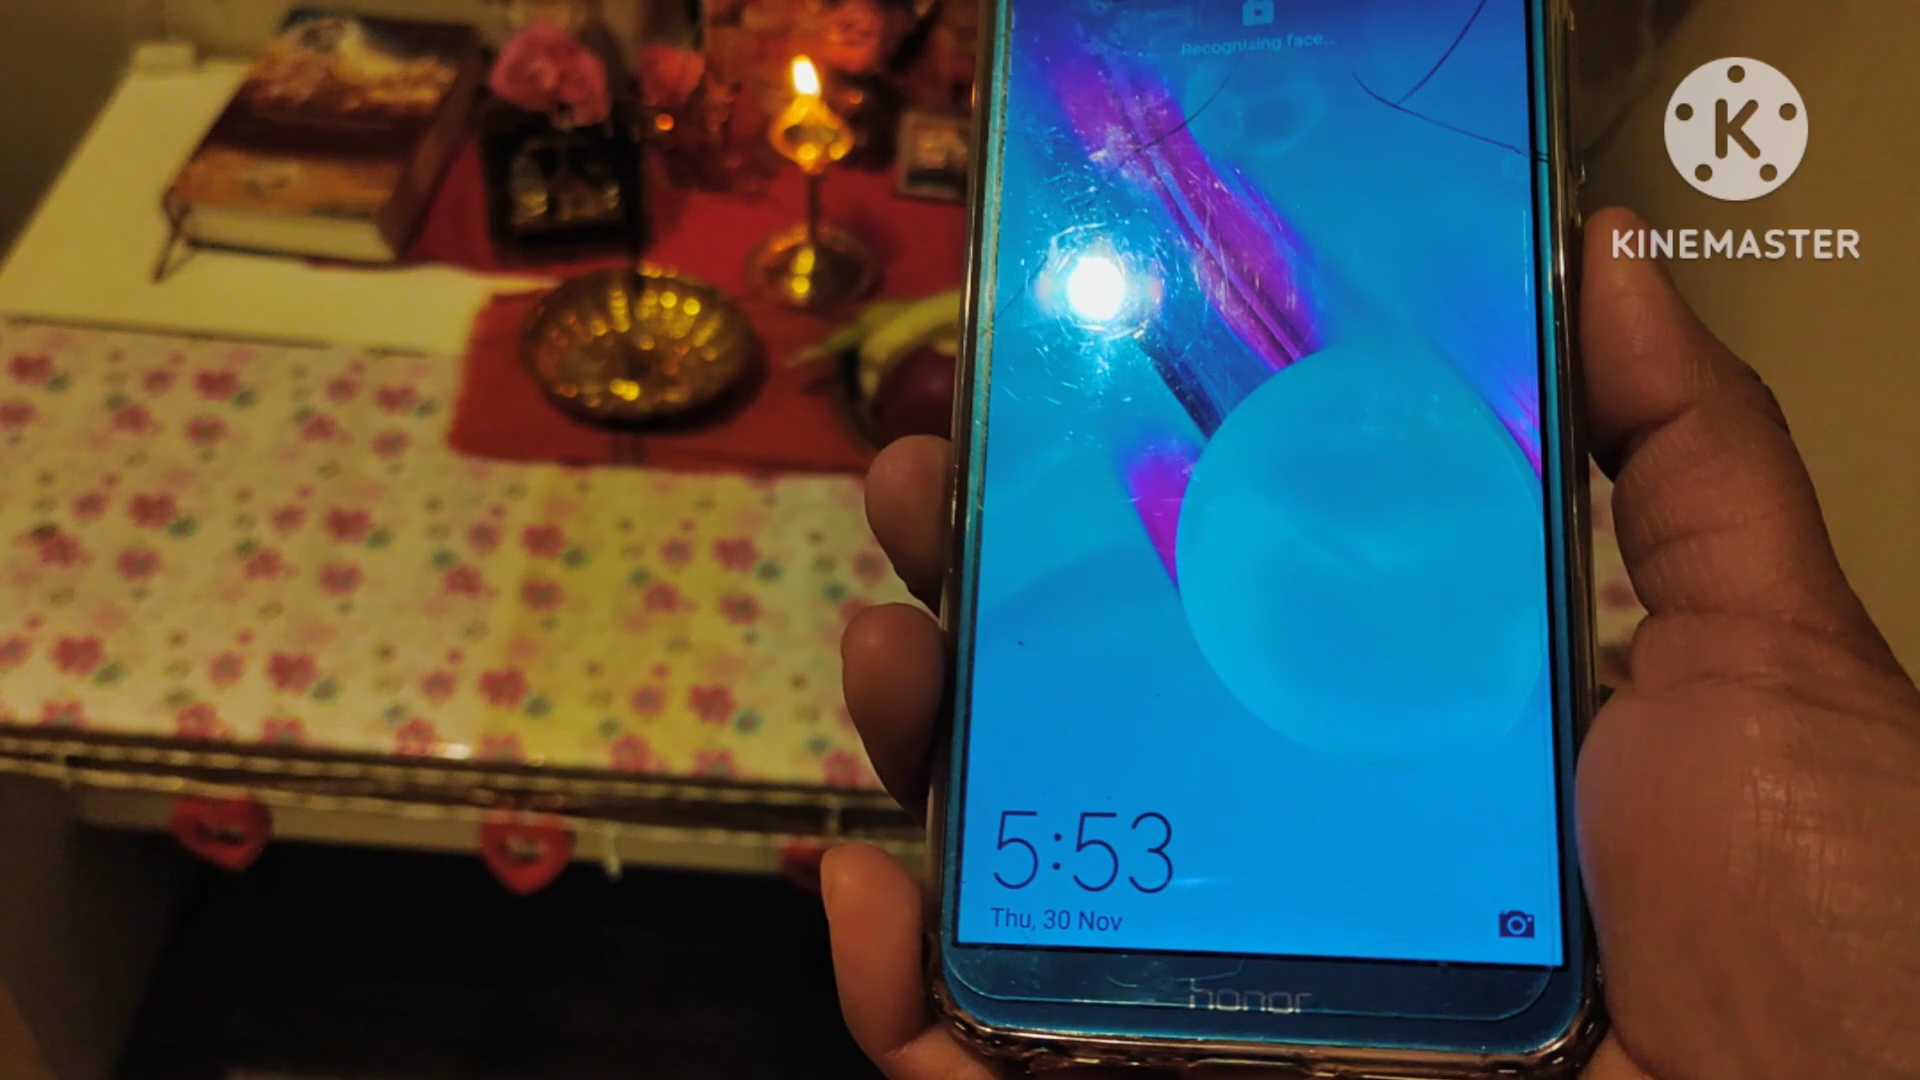 Recognising face...
K
KINEMASTER
5:53
Thu, 30 Nov
honor